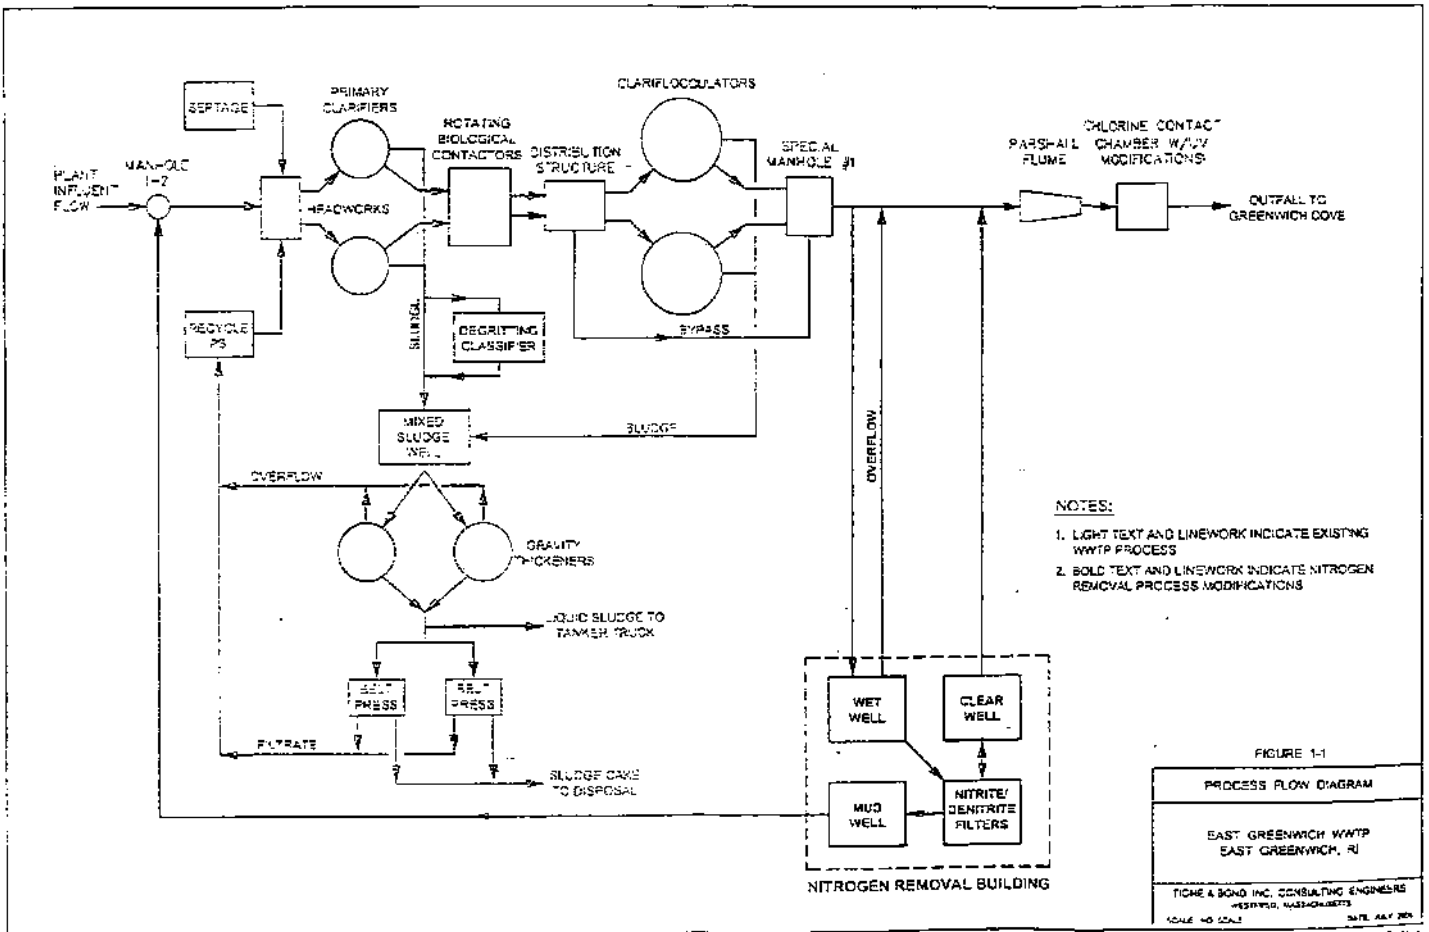 SEPTAGE
PRIMARY
CLARIFIERS
CLARIFLOCCULATORS
ROTATING
BIOLOGICAL
CONTACTORS
DISTRIBUTION
STRUCTURE
SPECIAL
MANHOLE #1
PARSHALL
FLUME
CHLORINE CONTACT
CHAMBER W/UV
MODIFICATIONS
MANHOLE
1-2
PLANT
INFLUENT
FLOW
HEADWORKS
OUTFALL TO
GREENWICH COVE
RECYCLE
PS
SLUDGE
DEGRITTING
CLASSIFIER
BYPASS
MIXED
SLUDGE
WELL
SLUDGE
OVERFLOW
OVERFLOW
GRAVITY
THICKENERS
NOTES:
1. LIGHT TEXT AND LINEWORK INDICATE EXISTING
WWTP PROCESS
2. BOLD TEXT AND LINEWORK INDICATE NITROGEN
REMOVAL PROCESS MODIFICATIONS
LIQUID SLUDGE TO
TANKER TRUCK
BELT
PRESS
BELT
PRESS
FILTRATE
SLUDGE CAKE
TO DISPOSAL
WET
WELL
CLEAR
WELL
MUD
WELL
NITRITE/
DENITRITE
FILTERS
NITROGEN REMOVAL BUILDING
FIGURE 1-1
PROCESS FLOW DIAGRAM
EAST GREENWICH WWTP
EAST GREENWICH, RI
TIGHE & BOND INC. CONSULTING ENGINEERS
WESTFIELD, MASSACHUSETTS
SCALE: NO SCALE
DATE: JULY